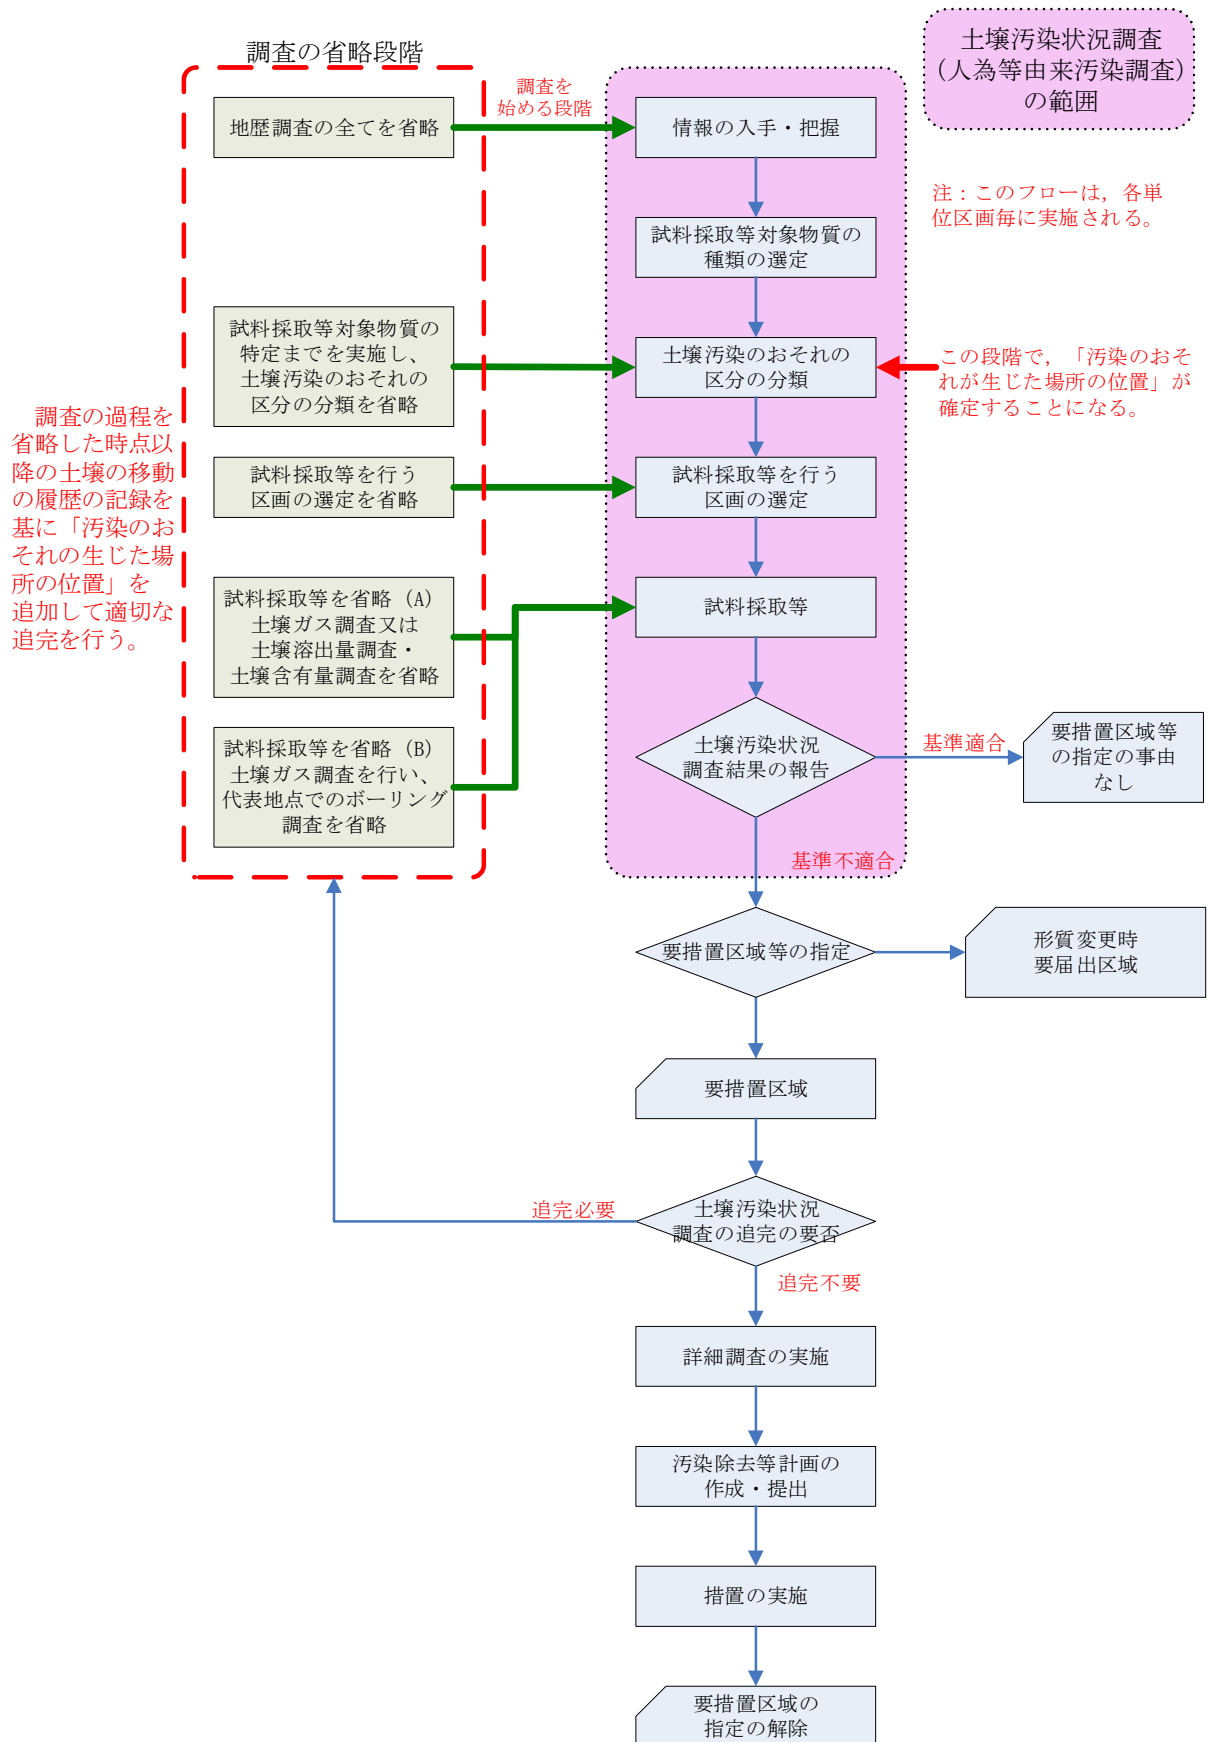 調査の省略段階
土壌汚染状況調査
(人為等由来汚染調査)
の範囲
調査を
始める段階
地歴調査の全てを省略
情報の入手・把握
注：このフローは，各単
位区画毎に実施される。
試料採取等対象物質の
種類の選定
試料採取等対象物質の
特定までを実施し、
土壌汚染のおそれの
区分の分類を省略
土壌汚染のおそれの
区分の分類
この段階で，「汚染のおそ
れが生じた場所の位置」が
確定することになる。
調査の過程を
省略した時点以
降の土壌の移動
の履歴の記録を
基に「汚染のお
それの生じた場
所の位置」を
追加して適切な
追完を行う。
試料採取等を行う
区画の選定を省略
試料採取等を行う
区画の選定
試料採取等を省略（A）
土壌ガス調査又は
土壌溶出量調査・
土壌含有量調査を省略
試料採取等
試料採取等を省略（B）
土壌ガス調査を行い、
代表地点でのボーリング
調査を省略
土壌汚染状況
調査結果の報告
基準適合
要措置区域等
の指定の事由
なし
基準不適合
要措置区域等の指定
形質変更時
要届出区域
要措置区域
土壌汚染状況
調査の追完の要否
追完必要
追完不要
詳細調査の実施
汚染除去等計画の
作成・提出
措置の実施
要措置区域の
指定の解除